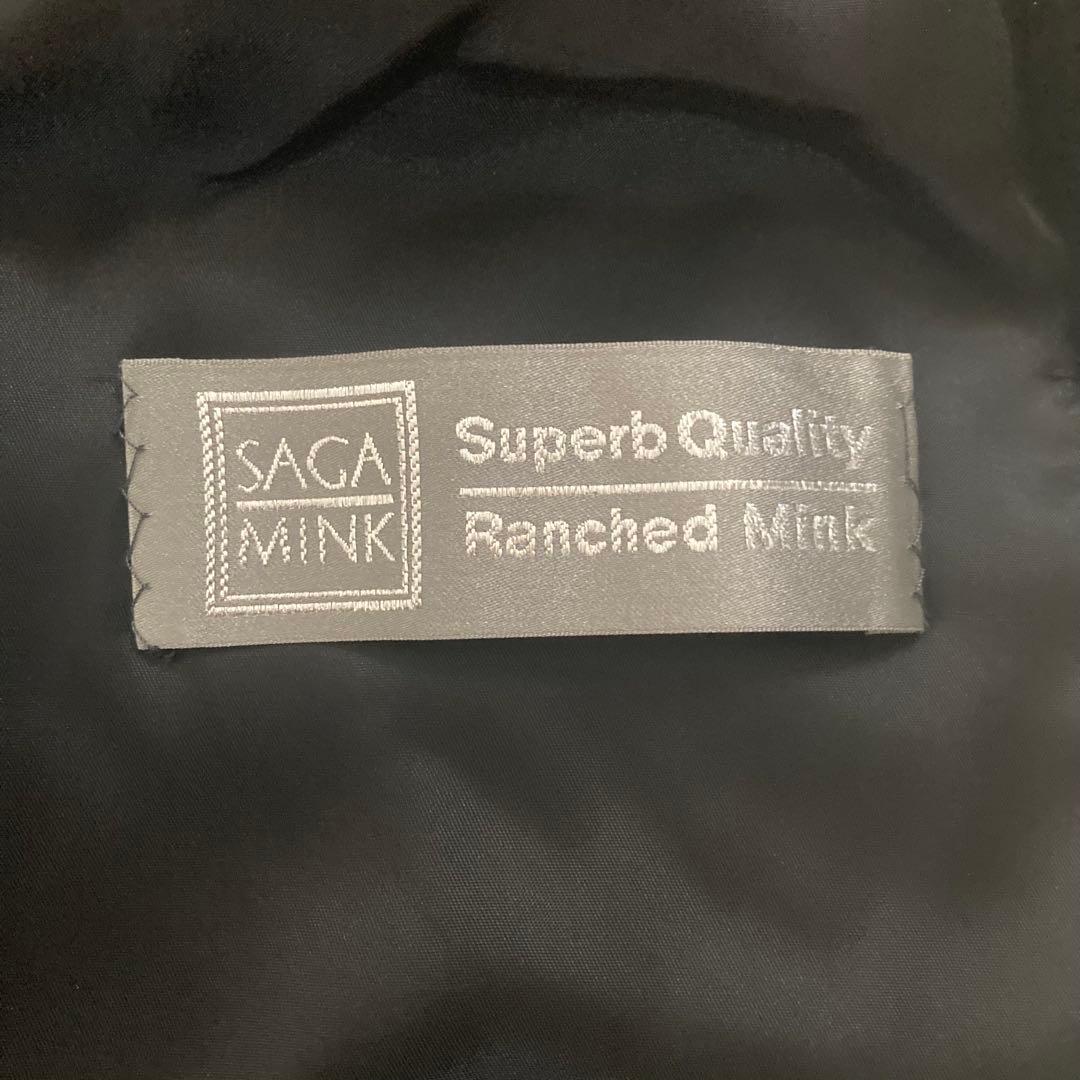 SAGA
MINK
Superb Quality
Ranched Mink